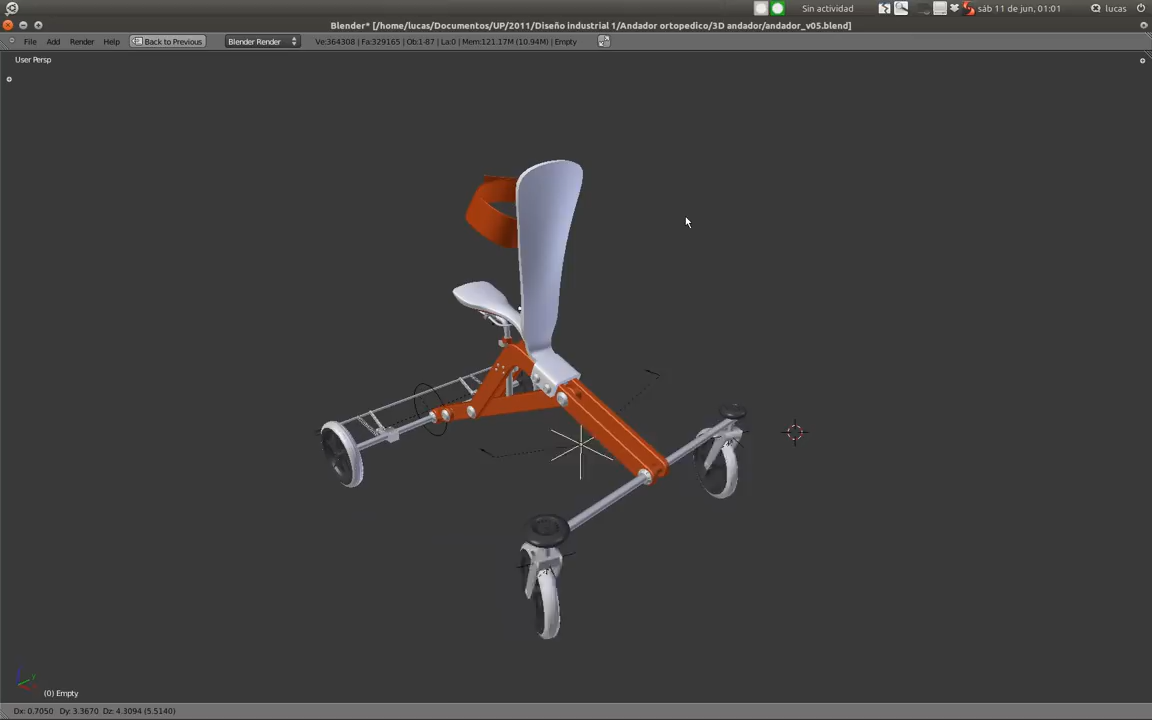 Sin actividad
sáb 11 de jun, 01:01
lucas
Blender* [/home/lucas/Documentos/UP/2011/Diseño industrial 1/Andador ortopedico/3D andador/andador_v05.blend]
File Add Render Help Back to Previous Blender Render Ve:364308 | Fa:329165 | Ob:1-87 | La:0 | Mem:121.17M (10.94M) | Empty
User Persp
(0) Empty
Dx: 0.7050 Dy: 3.3670 Dz: 4.3094 (5.5140)